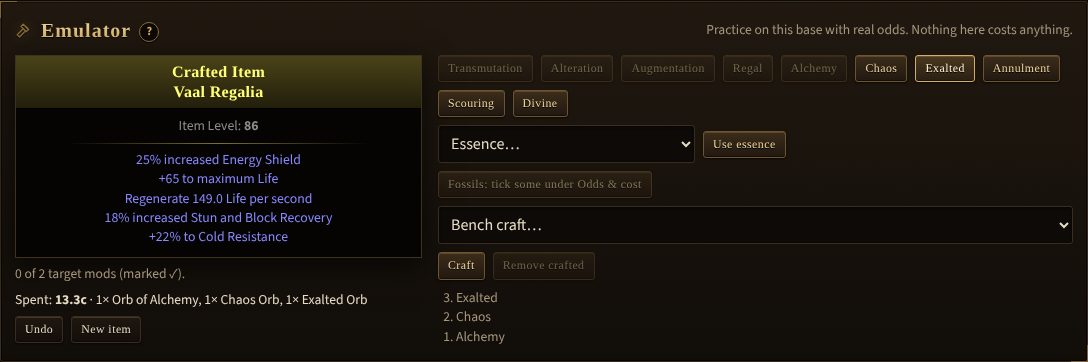 Emulator ?
Practice on this base with real odds. Nothing here costs anything.
Crafted Item
Vaal Regalia
Item Level: 86
25% increased Energy Shield
+65 to maximum Life
Regenerate 149.0 Life per second
18% increased Stun and Block Recovery
+22% to Cold Resistance
0 of 2 target mods (marked ✓).
Spent: 13.3c · 1× Orb of Alchemy, 1× Chaos Orb, 1× Exalted Orb
Undo New item
Transmutation Alteration Augmentation Regal Alchemy Chaos Exalted Annulment
Scouring Divine
Essence... Use essence
Fossils: tick some under Odds & cost
Bench craft...
Craft Remove crafted
3. Exalted
2. Chaos
1. Alchemy